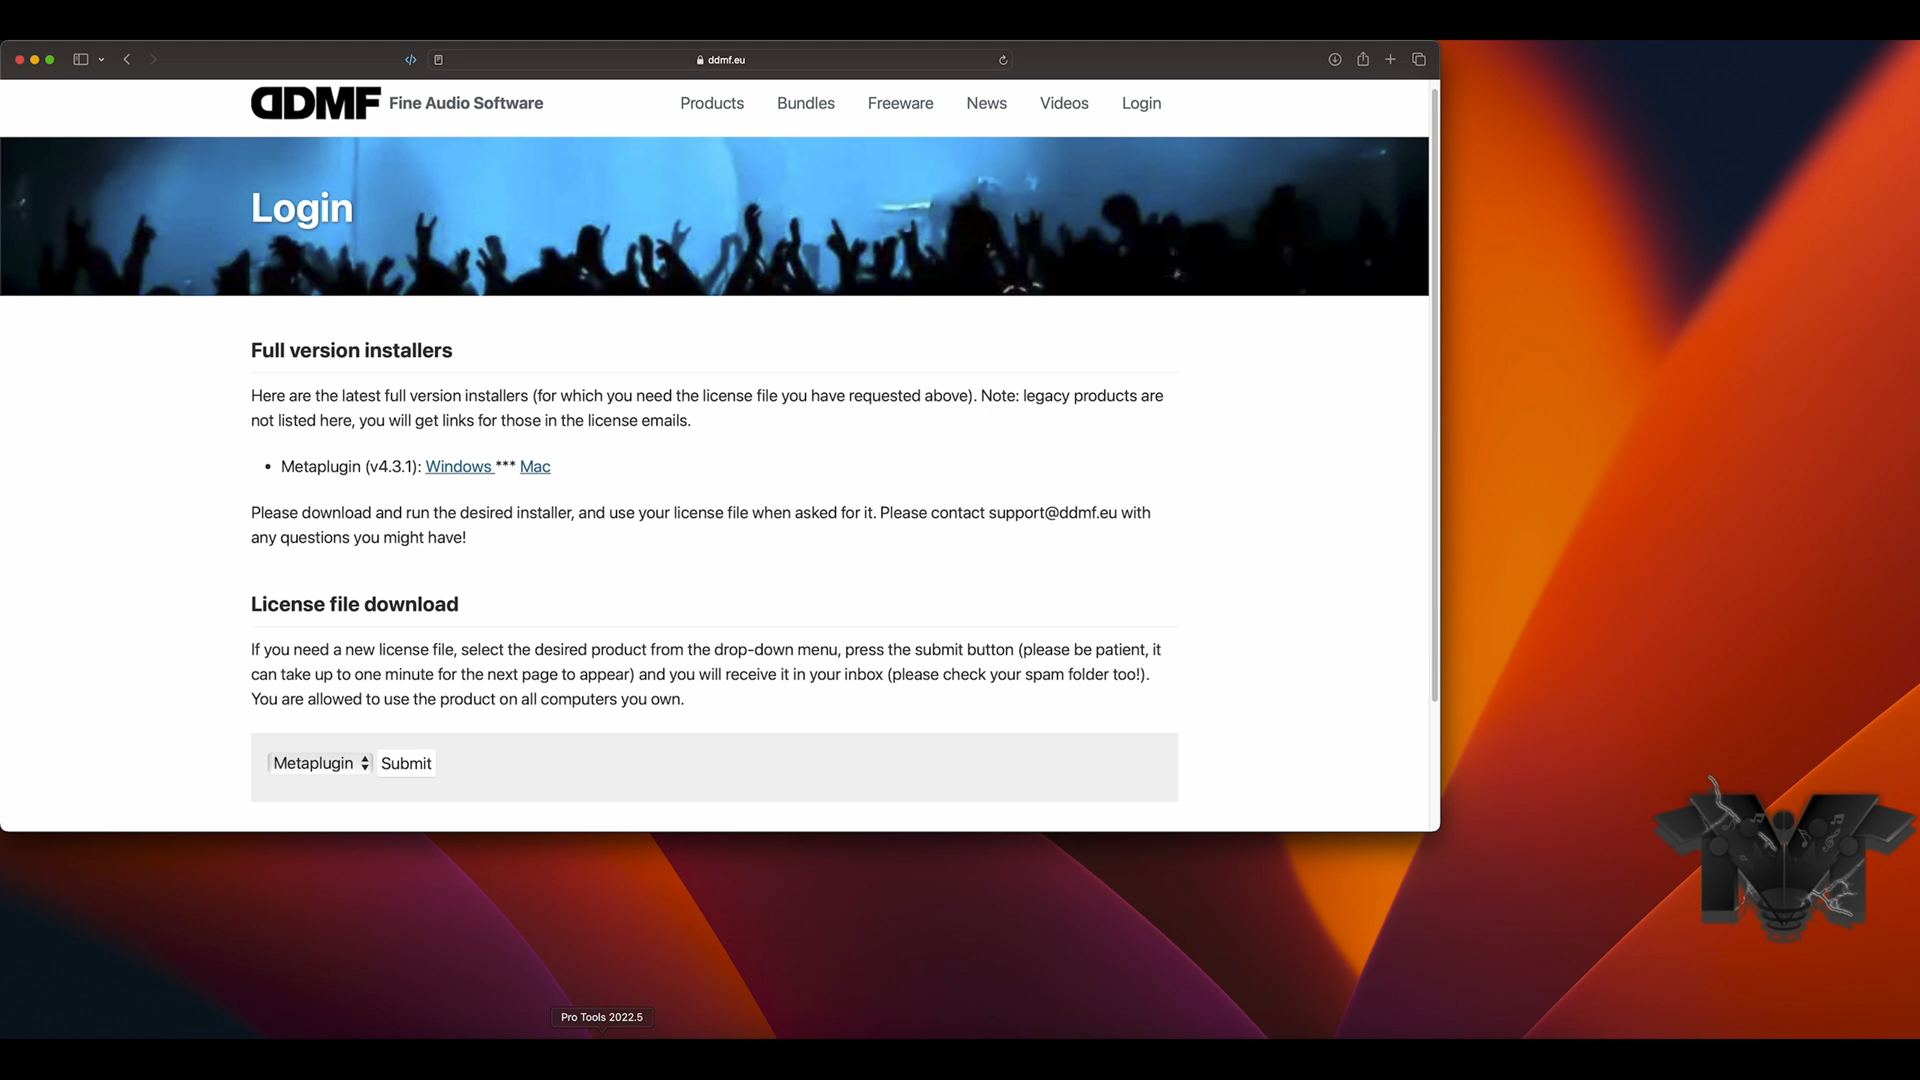 ddmf.eu
DDMF Fine Audio Software
Products Bundles Freeware News Videos Login
Login
Full version installers
Here are the latest full version installers (for which you need the license file you have requested above). Note: legacy products are
not listed here, you will get links for those in the license emails.
• Metaplugin (v4.3.1): Windows *** Mac
Please download and run the desired installer, and use your license file when asked for it. Please contact support@ddmf.eu with
any questions you might have!
License file download
If you need a new license file, select the desired product from the drop-down menu, press the submit button (please be patient, it
can take up to one minute for the next page to appear) and you will receive it in your inbox (please check your spam folder too!).
You are allowed to use the product on all computers you own.
Metaplugin Submit
Pro Tools 2022.5